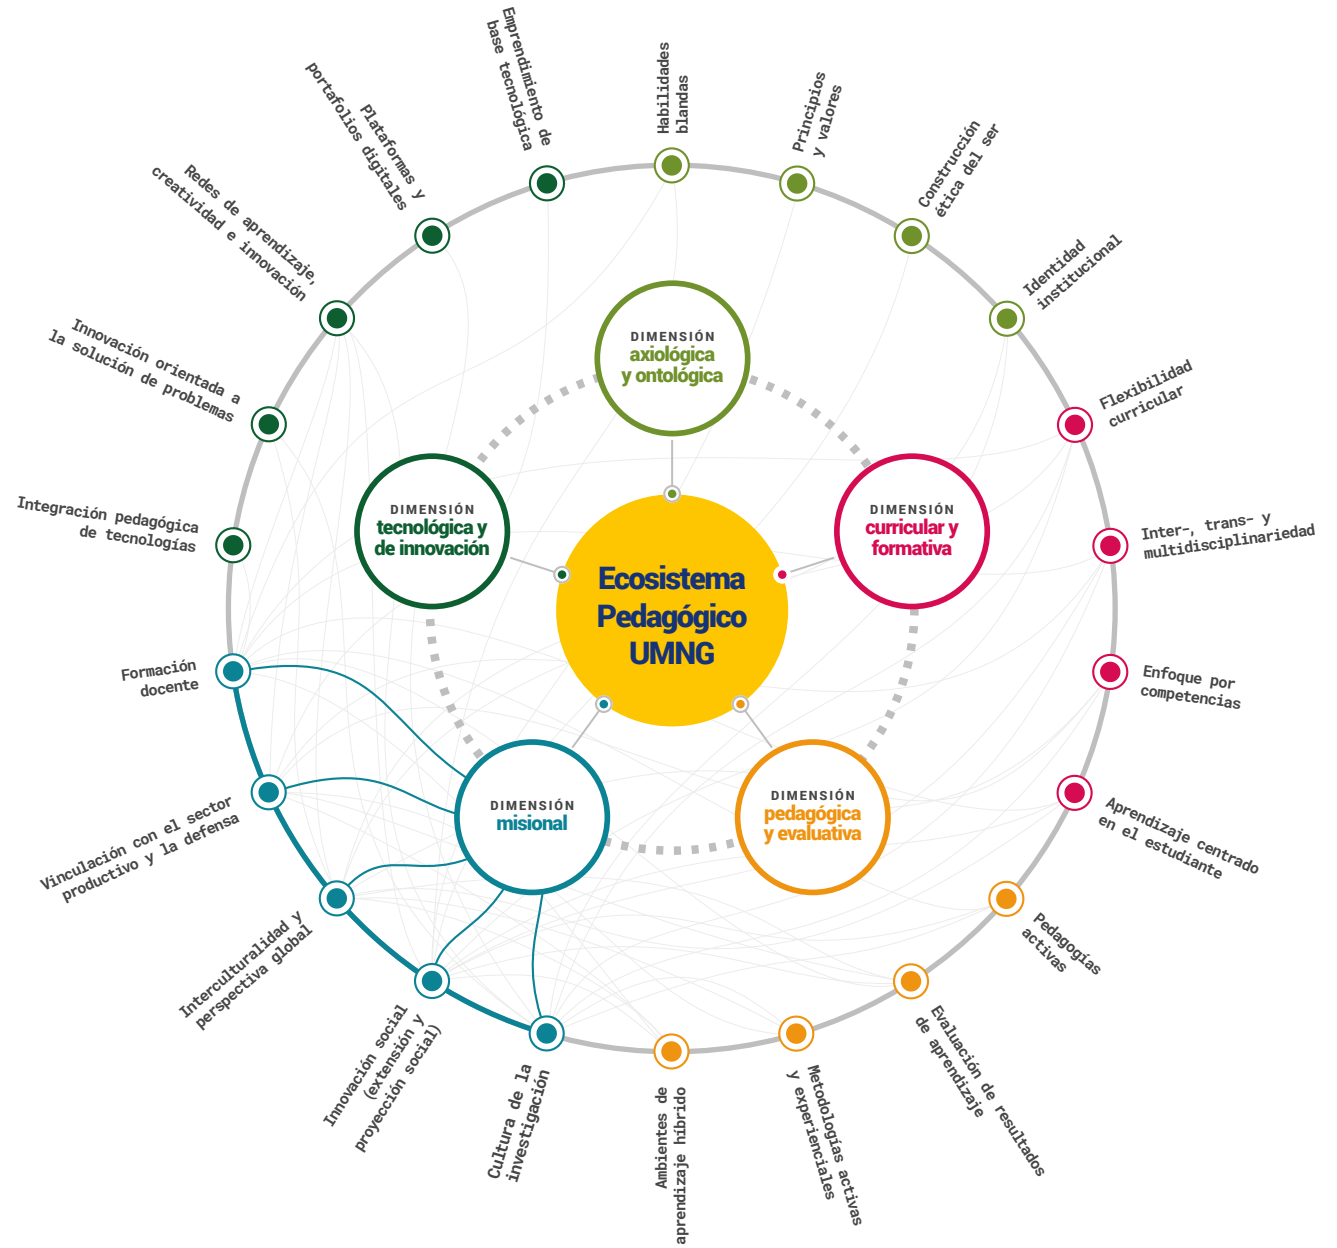 Ecosistema
Pedagógico
UMNG
DIMENSIÓN
axiológica
y ontológica
DIMENSIÓN
curricular y
formativa
DIMENSIÓN
pedagógica
y evaluativa
DIMENSIÓN
misional
DIMENSIÓN
tecnológica y
de innovación
Habilidades
blandas
Principios
y valores
Construcción
ética del ser
Identidad
institucional
Flexibilidad
curricular
Inter-, trans- y
multidisciplinariedad
Enfoque por
competencias
Aprendizaje centrado
en el estudiante
Pedagogías
activas
Evaluación de resultados
de aprendizaje
Metodologías activas
y experienciales
Ambientes de
aprendizaje híbrido
Cultura de la
investigación
Innovación social
(extensión y
proyección social)
Interculturalidad y
perspectiva global
Vinculación con el sector
productivo y la defensa
Formación
docente
Integración pedagógica
de tecnologías
Innovación orientada a
la solución de problemas
Redes de aprendizaje,
creatividad e innovación
Plataformas y
portafolios digitales
Emprendimiento de
base tecnológica